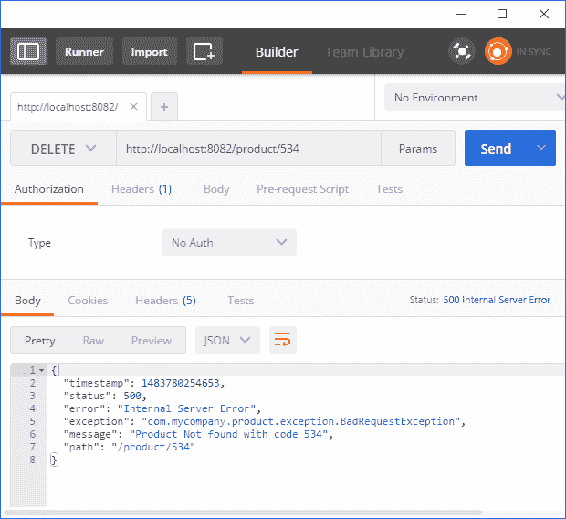 Runner Import Builder Team Library IN SYNC
http://localhost:8082/ No Environment
DELETE http://localhost:8082/product/534 Params Send
Authorization Headers (1) Body Pre-request Script Tests
Type No Auth
Body Cookies Headers (5) Tests Status: 500 Internal Server Error
Pretty Raw Preview JSON
1 {
2 "timestamp": 1483780254653,
3 "status": 500,
4 "error": "Internal Server Error",
5 "exception": "com.mycompany.product.exception.BadRequestException",
6 "message": "Product Not found with code 534",
7 "path": "/product/534"
8 }